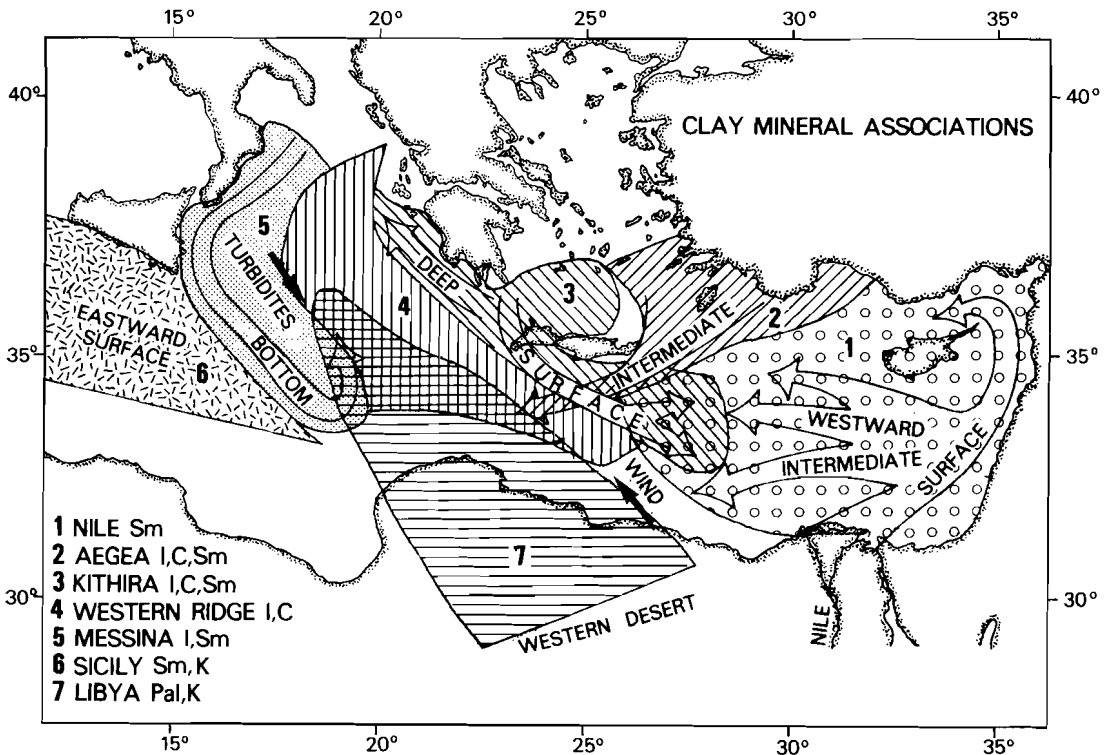 15° 20° 25° 30° 35°
40° 40°
CLAY MINERAL ASSOCIATIONS
5
TURBIDITES
BOTTOM
DEEP
4
3
SURFACE
INTERMEDIATE
2
1
EASTWARD
SURFACE
6
35° 35°
WESTWARD
INTERMEDIATE
SURFACE
WIND
7
WESTERN DESERT
NILE
30° 30°
1 NILE Sm
2 AEGEA I,C,Sm
3 KITHIRA I,C,Sm
4 WESTERN RIDGE I,C
5 MESSINA I,Sm
6 SICILY Sm,K
7 LIBYA Pal,K
15° 20° 25° 30° 35°